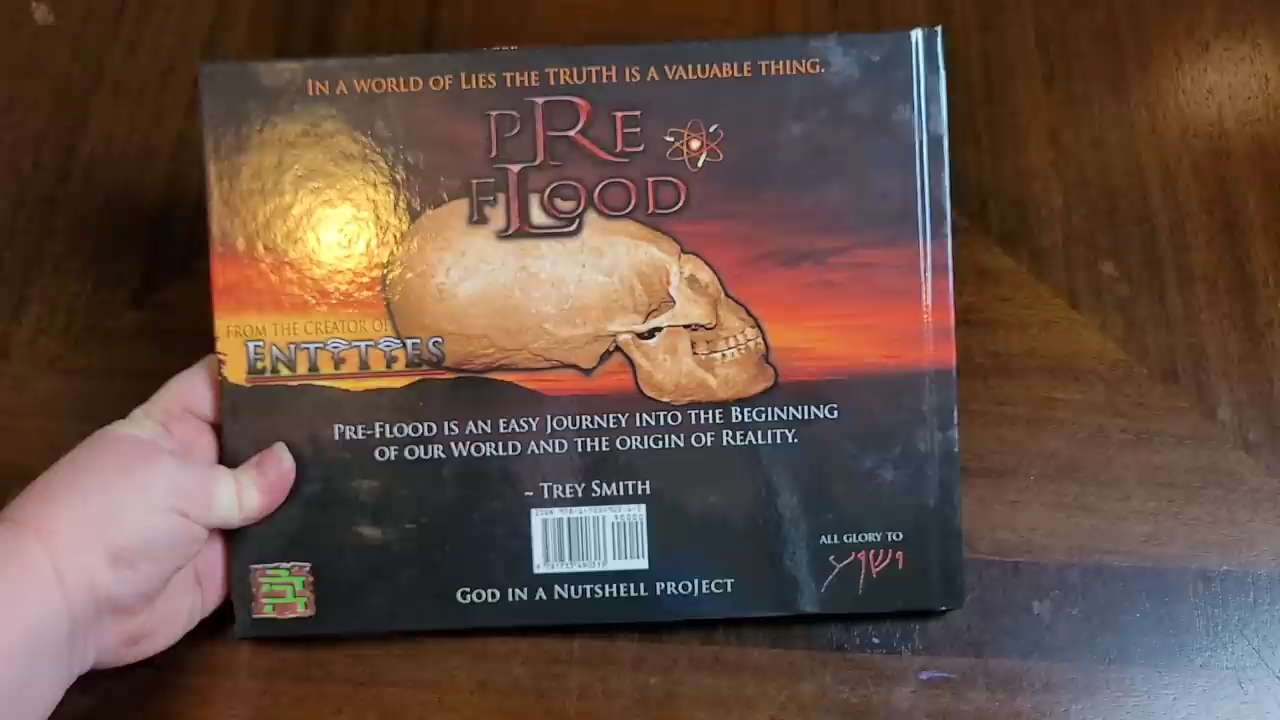 IN A WORLD OF LIES THE TRUTH IS A VALUABLE THING.
PRE
FLOOD
FROM THE CREATOR OF
ENTITIES
PRE-FLOOD IS AN EASY JOURNEY INTO THE BEGINNING
OF OUR WORLD AND THE ORIGIN OF REALITY.
~ TREY SMITH
90000
ALL GLORY TO
GOD IN A NUTSHELL PROJECT